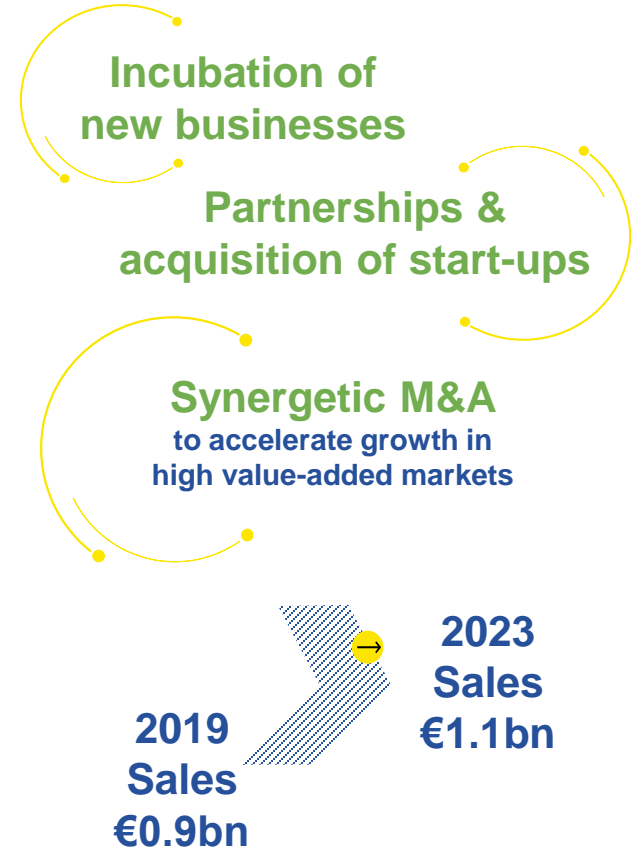 Incubation of
new businesses
Partnerships &
acquisition of start-ups
Synergetic M&A
to accelerate growth in
high value-added markets
2023
Sales
€1.1bn
2019
Sales
€0.9bn